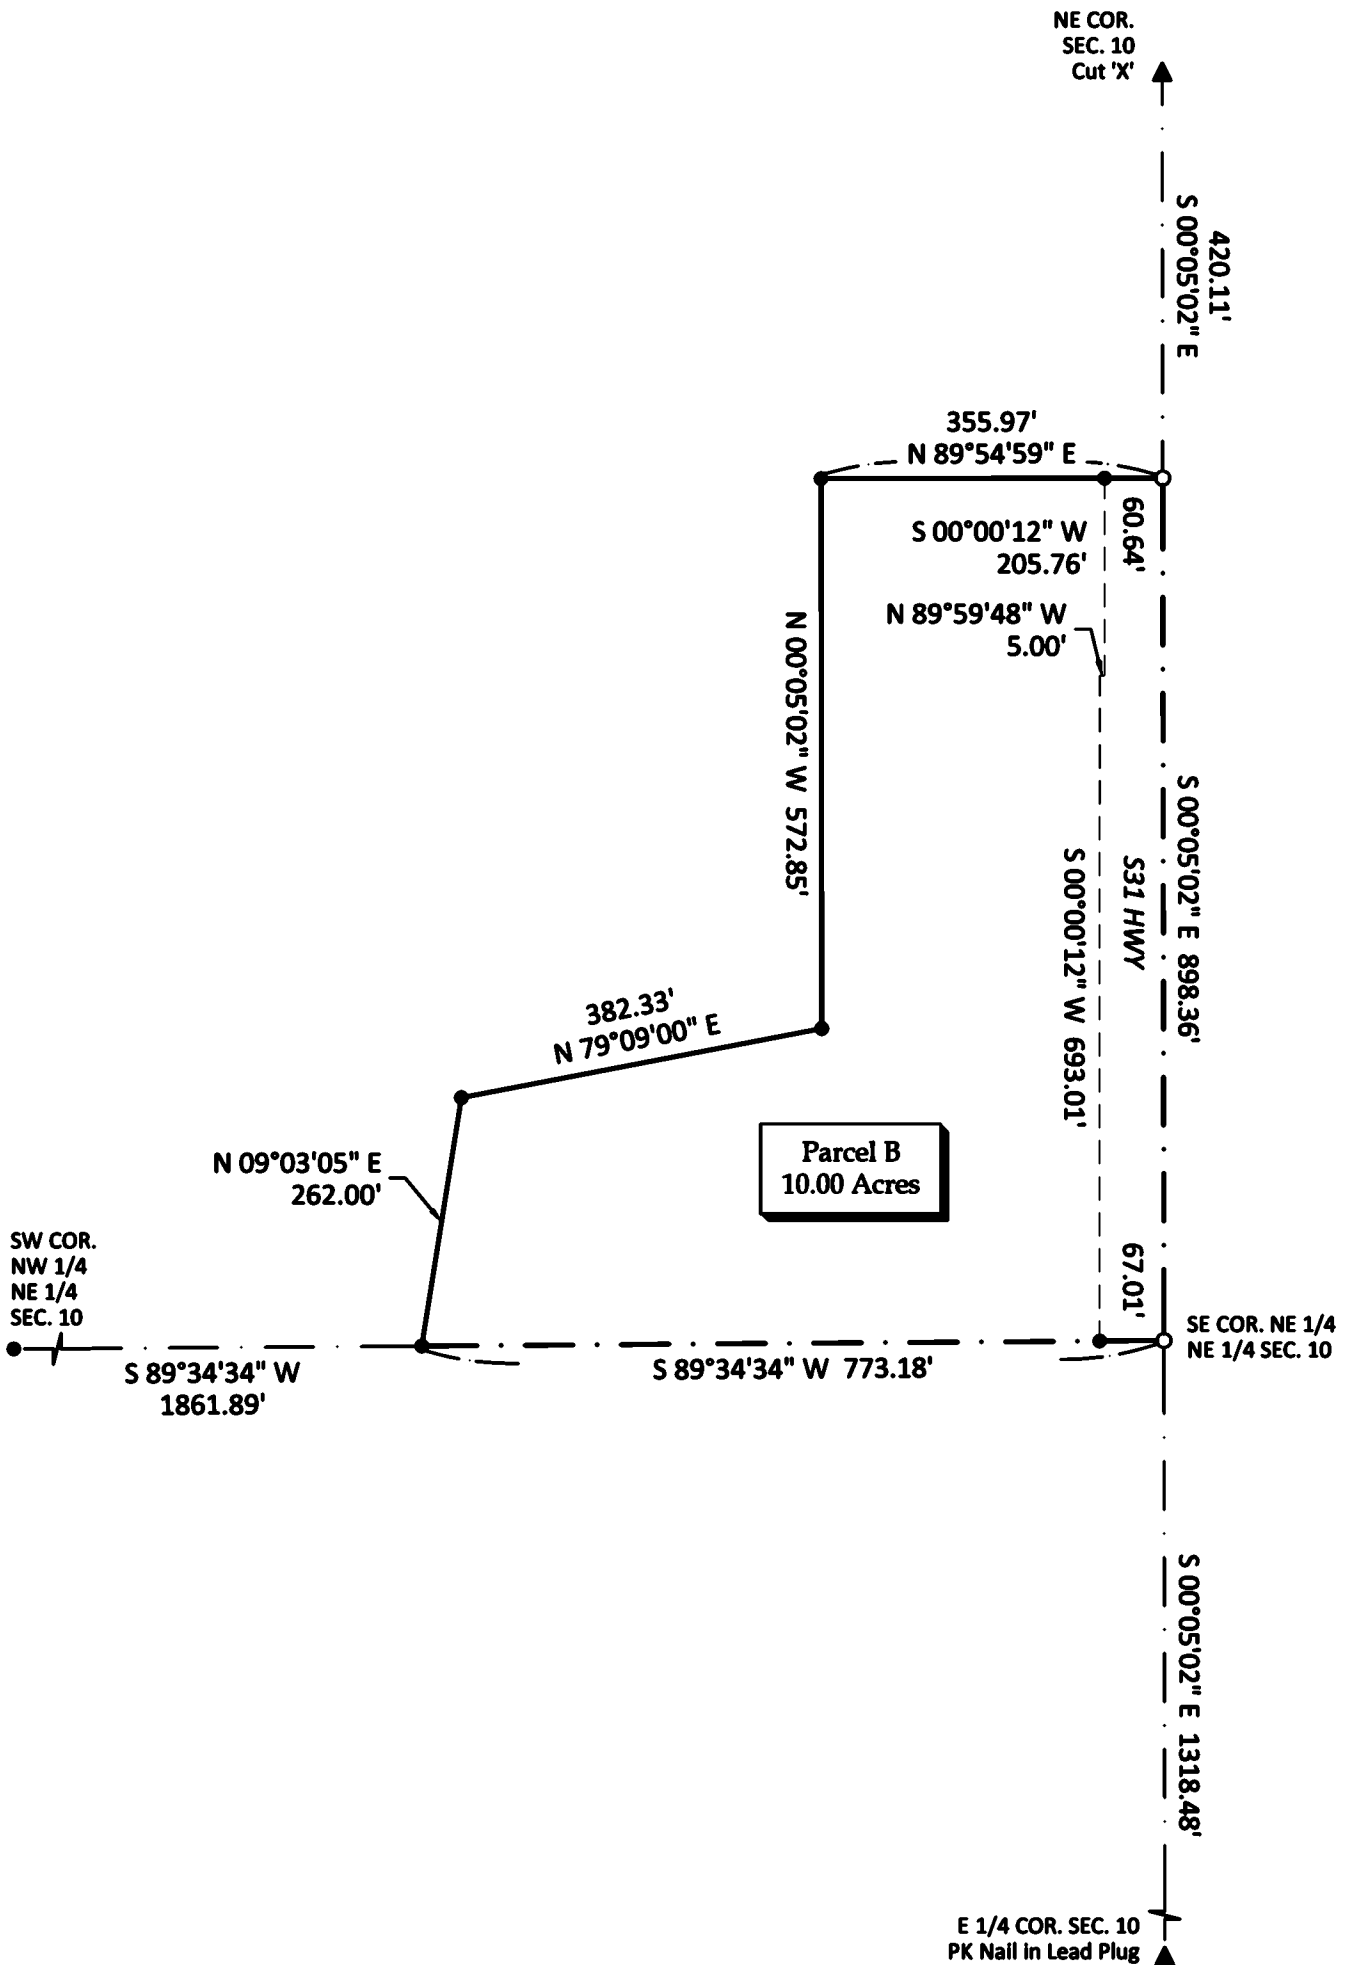 NE COR.
SEC. 10
Cut 'X'
420.11'
S 00°05'02" E
355.97'
N 89°54'59" E
60.64'
S 00°00'12" W
205.76'
N 89°59'48" W
5.00'
N 00°05'02" W 572.85'
S 00°05'02" E 898.36'
S31 HWY
S 00°00'12" W 693.01'
382.33'
N 79°09'00" E
Parcel B
10.00 Acres
N 09°03'05" E
262.00'
SW COR.
NW 1/4
NE 1/4
SEC. 10
67.01'
SE COR. NE 1/4
NE 1/4 SEC. 10
S 89°34'34" W
1861.89'
S 89°34'34" W 773.18'
S 00°05'02" E 1318.48'
E 1/4 COR. SEC. 10
PK Nail in Lead Plug